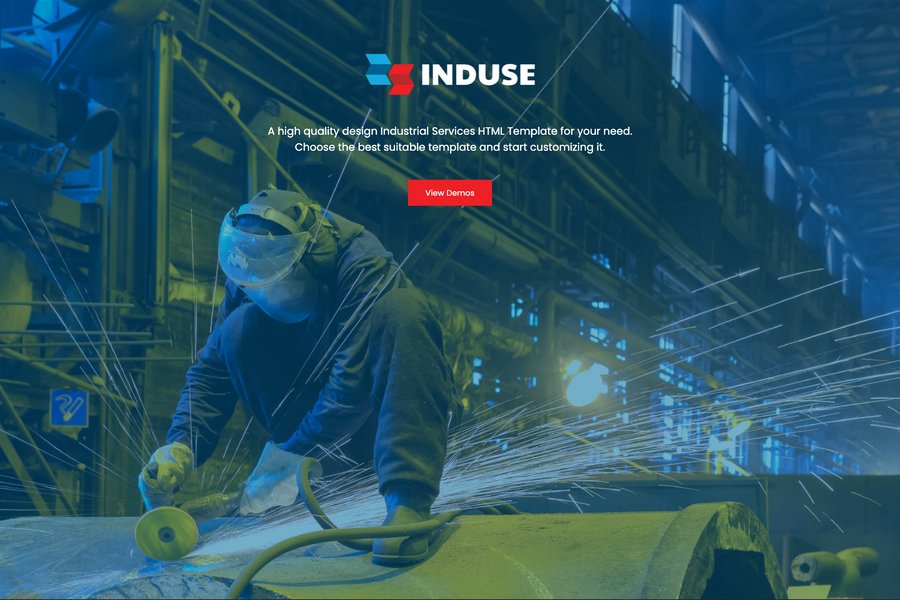 INDUSE
A high quality design Industrial Services HTML Template for your need.
Choose the best suitable template and start customizing it.
View Demos